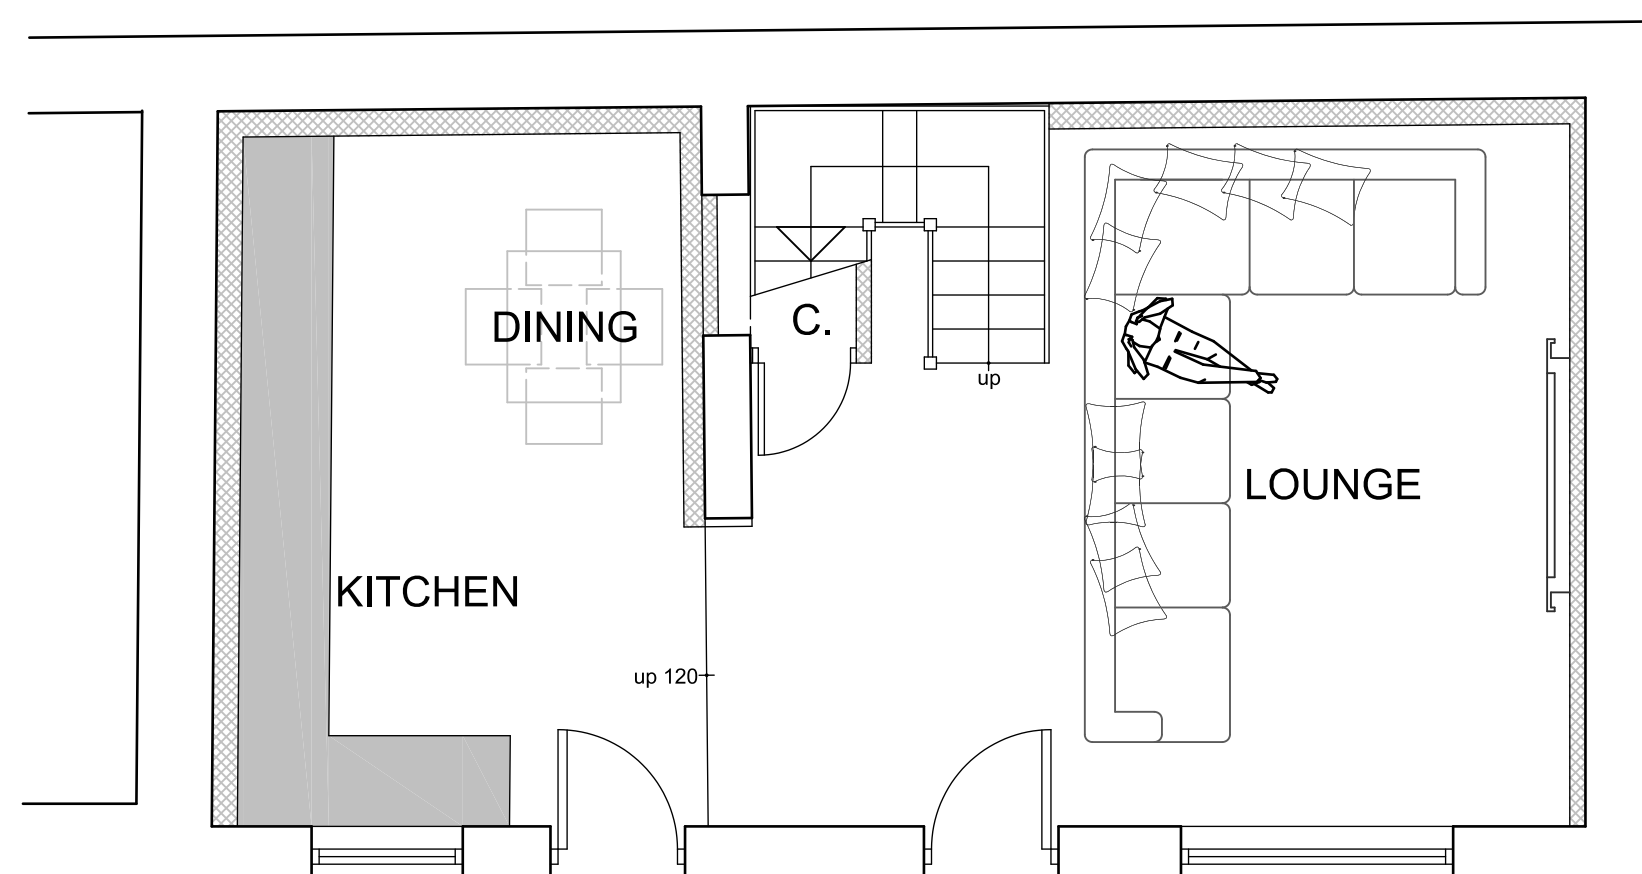 DINING
C.
up
LOUNGE
KITCHEN
up 120